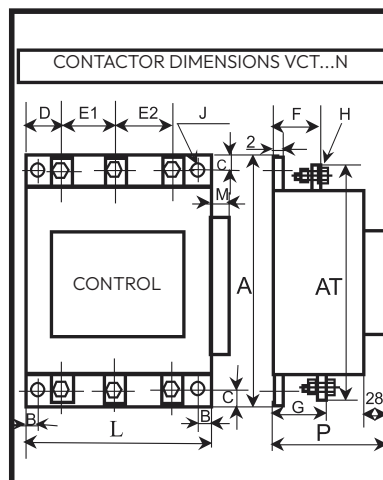 CONTACTOR DIMENSIONS VCT...N
D E1 E2 J F H
2
C
M
CONTROL A AT
C
B B G 28
L P